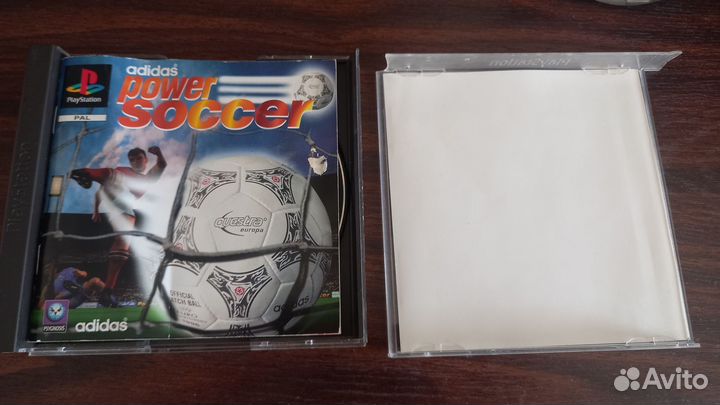 adidas
power
soccer
PlayStation
PAL
PlayStation
questra
europa
OFFICIAL
MATCH BALL
PSYGNOSIS
adidas
adidas
PlayStation
Avito